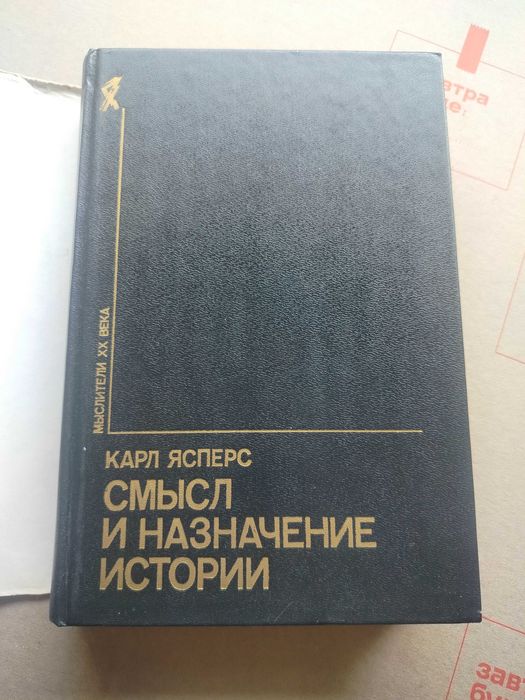 МЫСЛИТЕЛИ XX ВЕКА
КАРЛ ЯСПЕРС
СМЫСЛ
И НАЗНАЧЕНИЕ
ИСТОРИИ